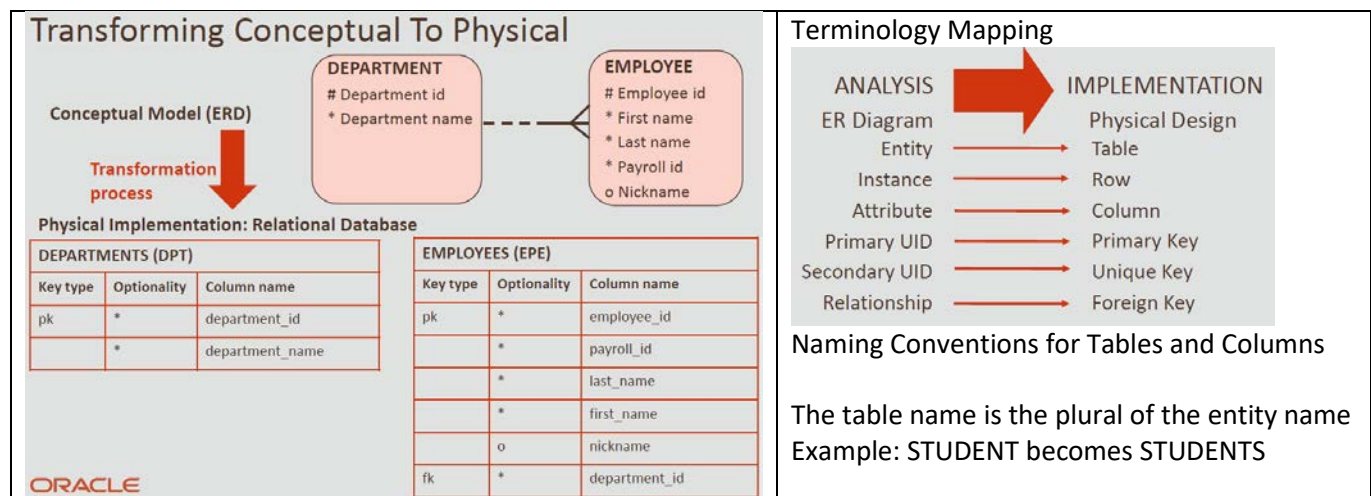 Transforming Conceptual To Physical
DEPARTMENT
# Department id
* Department name
EMPLOYEE
# Employee id
* First name
* Last name
* Payroll id
o Nickname
Conceptual Model (ERD)
Transformation
process
Physical Implementation: Relational Database
DEPARTMENTS (DPT)
Key type Optionality Column name
pk * department_id
* department_name
EMPLOYEES (EPE)
Key type Optionality Column name
pk * employee_id
* payroll_id
* last_name
* first_name
o nickname
fk * department_id
ORACLE
Terminology Mapping
ANALYSIS IMPLEMENTATION
ER Diagram Physical Design
Entity Table
Instance Row
Attribute Column
Primary UID Primary Key
Secondary UID Unique Key
Relationship Foreign Key
Naming Conventions for Tables and Columns
The table name is the plural of the entity name
Example: STUDENT becomes STUDENTS